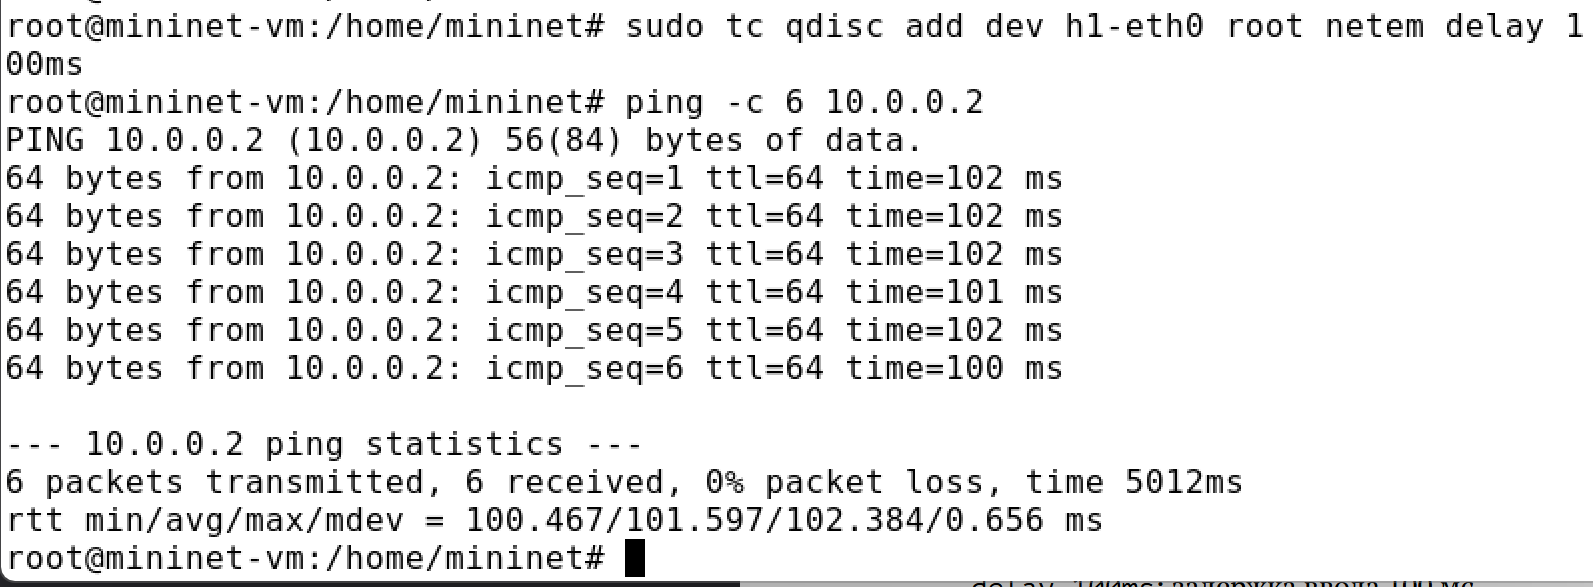 root@mininet-vm:/home/mininet# sudo tc qdisc add dev h1-eth0 root netem delay 1
00ms
root@mininet-vm:/home/mininet# ping -c 6 10.0.0.2
PING 10.0.0.2 (10.0.0.2) 56(84) bytes of data.
64 bytes from 10.0.0.2: icmp_seq=1 ttl=64 time=102 ms
64 bytes from 10.0.0.2: icmp_seq=2 ttl=64 time=102 ms
64 bytes from 10.0.0.2: icmp_seq=3 ttl=64 time=102 ms
64 bytes from 10.0.0.2: icmp_seq=4 ttl=64 time=101 ms
64 bytes from 10.0.0.2: icmp_seq=5 ttl=64 time=102 ms
64 bytes from 10.0.0.2: icmp_seq=6 ttl=64 time=100 ms
--- 10.0.0.2 ping statistics ---
6 packets transmitted, 6 received, 0% packet loss, time 5012ms
rtt min/avg/max/mdev = 100.467/101.597/102.384/0.656 ms
root@mininet-vm:/home/mininet#